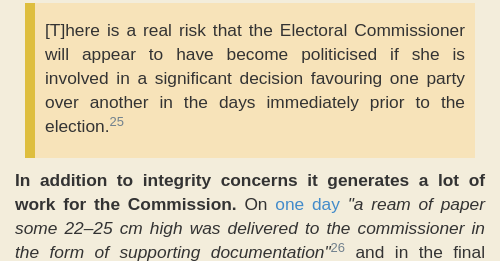 [T]here is a real risk that the Electoral Commissioner
will appear to have become politicised if she is
involved in a significant decision favouring one party
over another in the days immediately prior to the
election.25
In addition to integrity concerns it generates a lot of
work for the Commission. On one day "a ream of paper
some 22–25 cm high was delivered to the commissioner in
the form of supporting documentation"26 and in the final